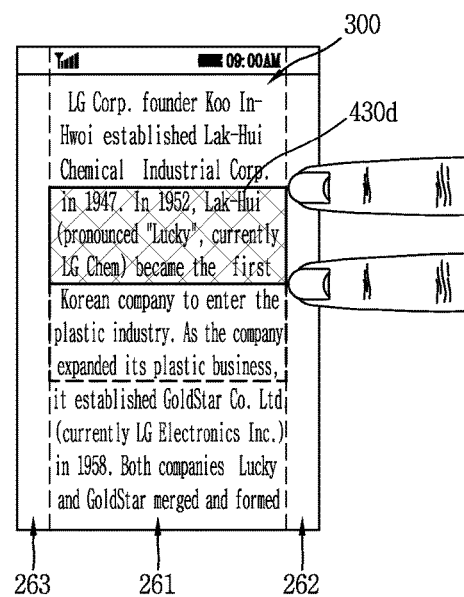 300
09:00AM
LG Corp. founder Koo In-
Hwoi established Lak-Hui
430d
Chemical Industrial Corp.
in 1947. In 1952, Lak-Hui
(pronounced "Lucky", currently
LG Chem) became the first
Korean company to enter the
plastic industry. As the company
expanded its plastic business,
it established GoldStar Co. Ltd
(currently LG Electronics Inc.)
in 1958. Both companies Lucky
and GoldStar merged and formed
263
261
262